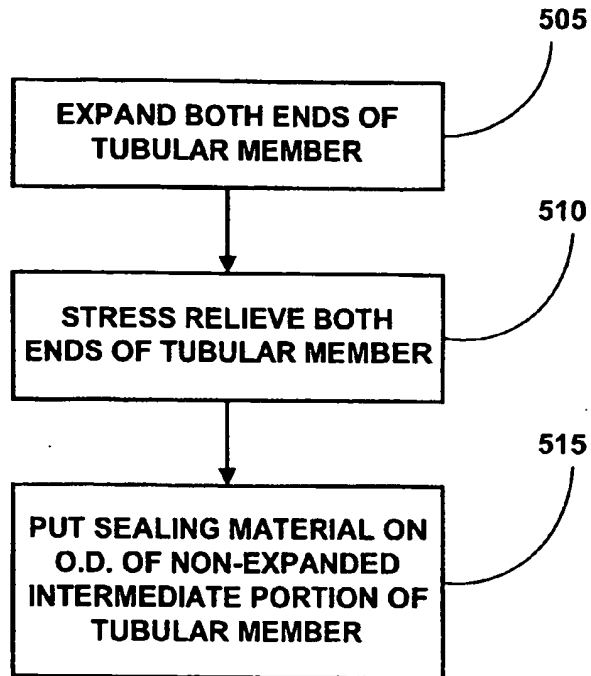 505
EXPAND BOTH ENDS OF
TUBULAR MEMBER
510
STRESS RELIEVE BOTH
ENDS OF TUBULAR MEMBER
515
PUT SEALING MATERIAL ON
O.D. OF NON-EXPANDED
INTERMEDIATE PORTION OF
TUBULAR MEMBER